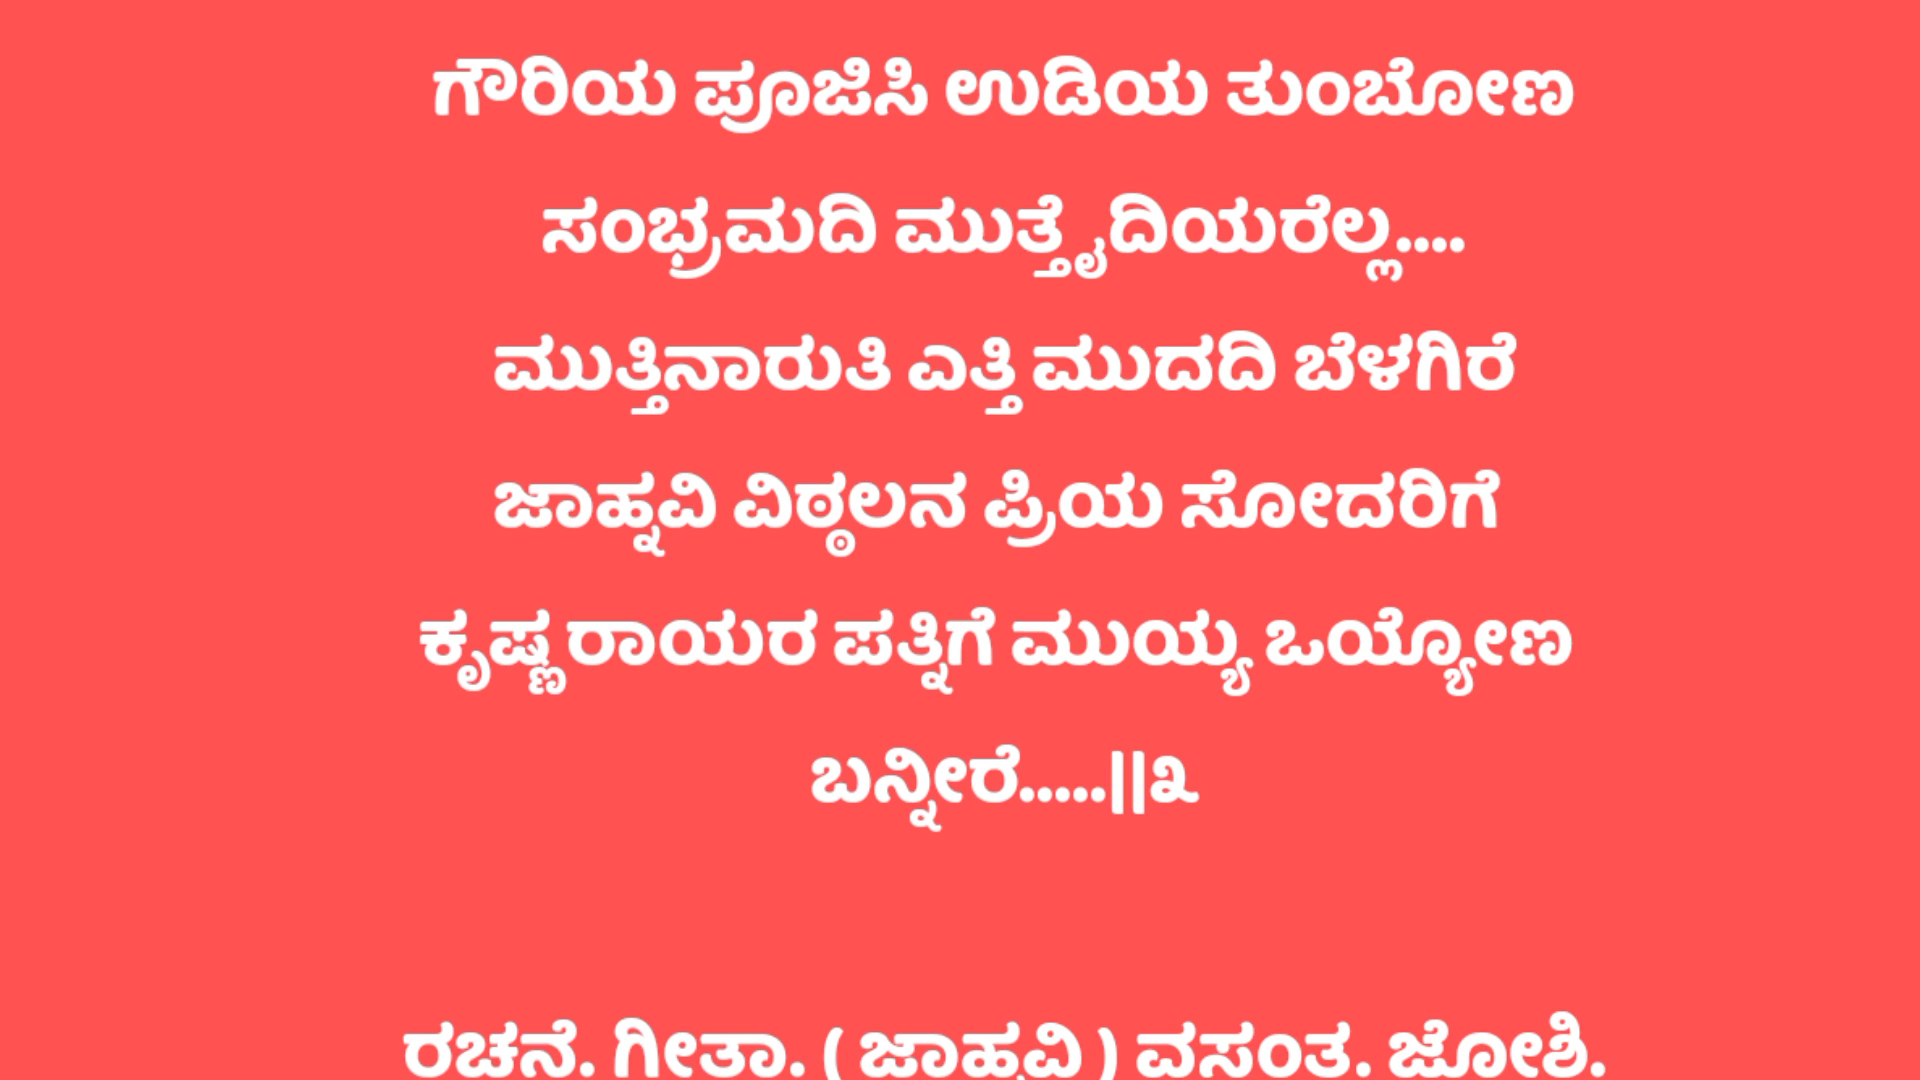 ಗೌರಿಯ ಪೂಜಿಸಿ ಉಡಿಯ ತುಂಬೋಣ
ಸಂಭ್ರಮದಿ ಮುತ್ತೈದಿಯರೆಲ್ಲ....
ಮುತ್ತಿನಾರುತಿ ಎತ್ತಿ ಮುದದಿ ಬೆಳಗಿರೆ
ಜಾಹ್ನವಿ ವಿಠ್ಠಲನ ಪ್ರಿಯ ಸೋದರಿಗೆ
ಕೃಷ್ಣರಾಯರ ಪತ್ನಿಗೆ ಮುಯ್ಯ ಒಯ್ಯೋಣ
ಬನ್ನೀರೆ.....||೩
ರಚನೆ. ಗೀತಾ. ( ಜಾಹ್ನವಿ ) ವಸಂತ. ಜೋಶಿ.